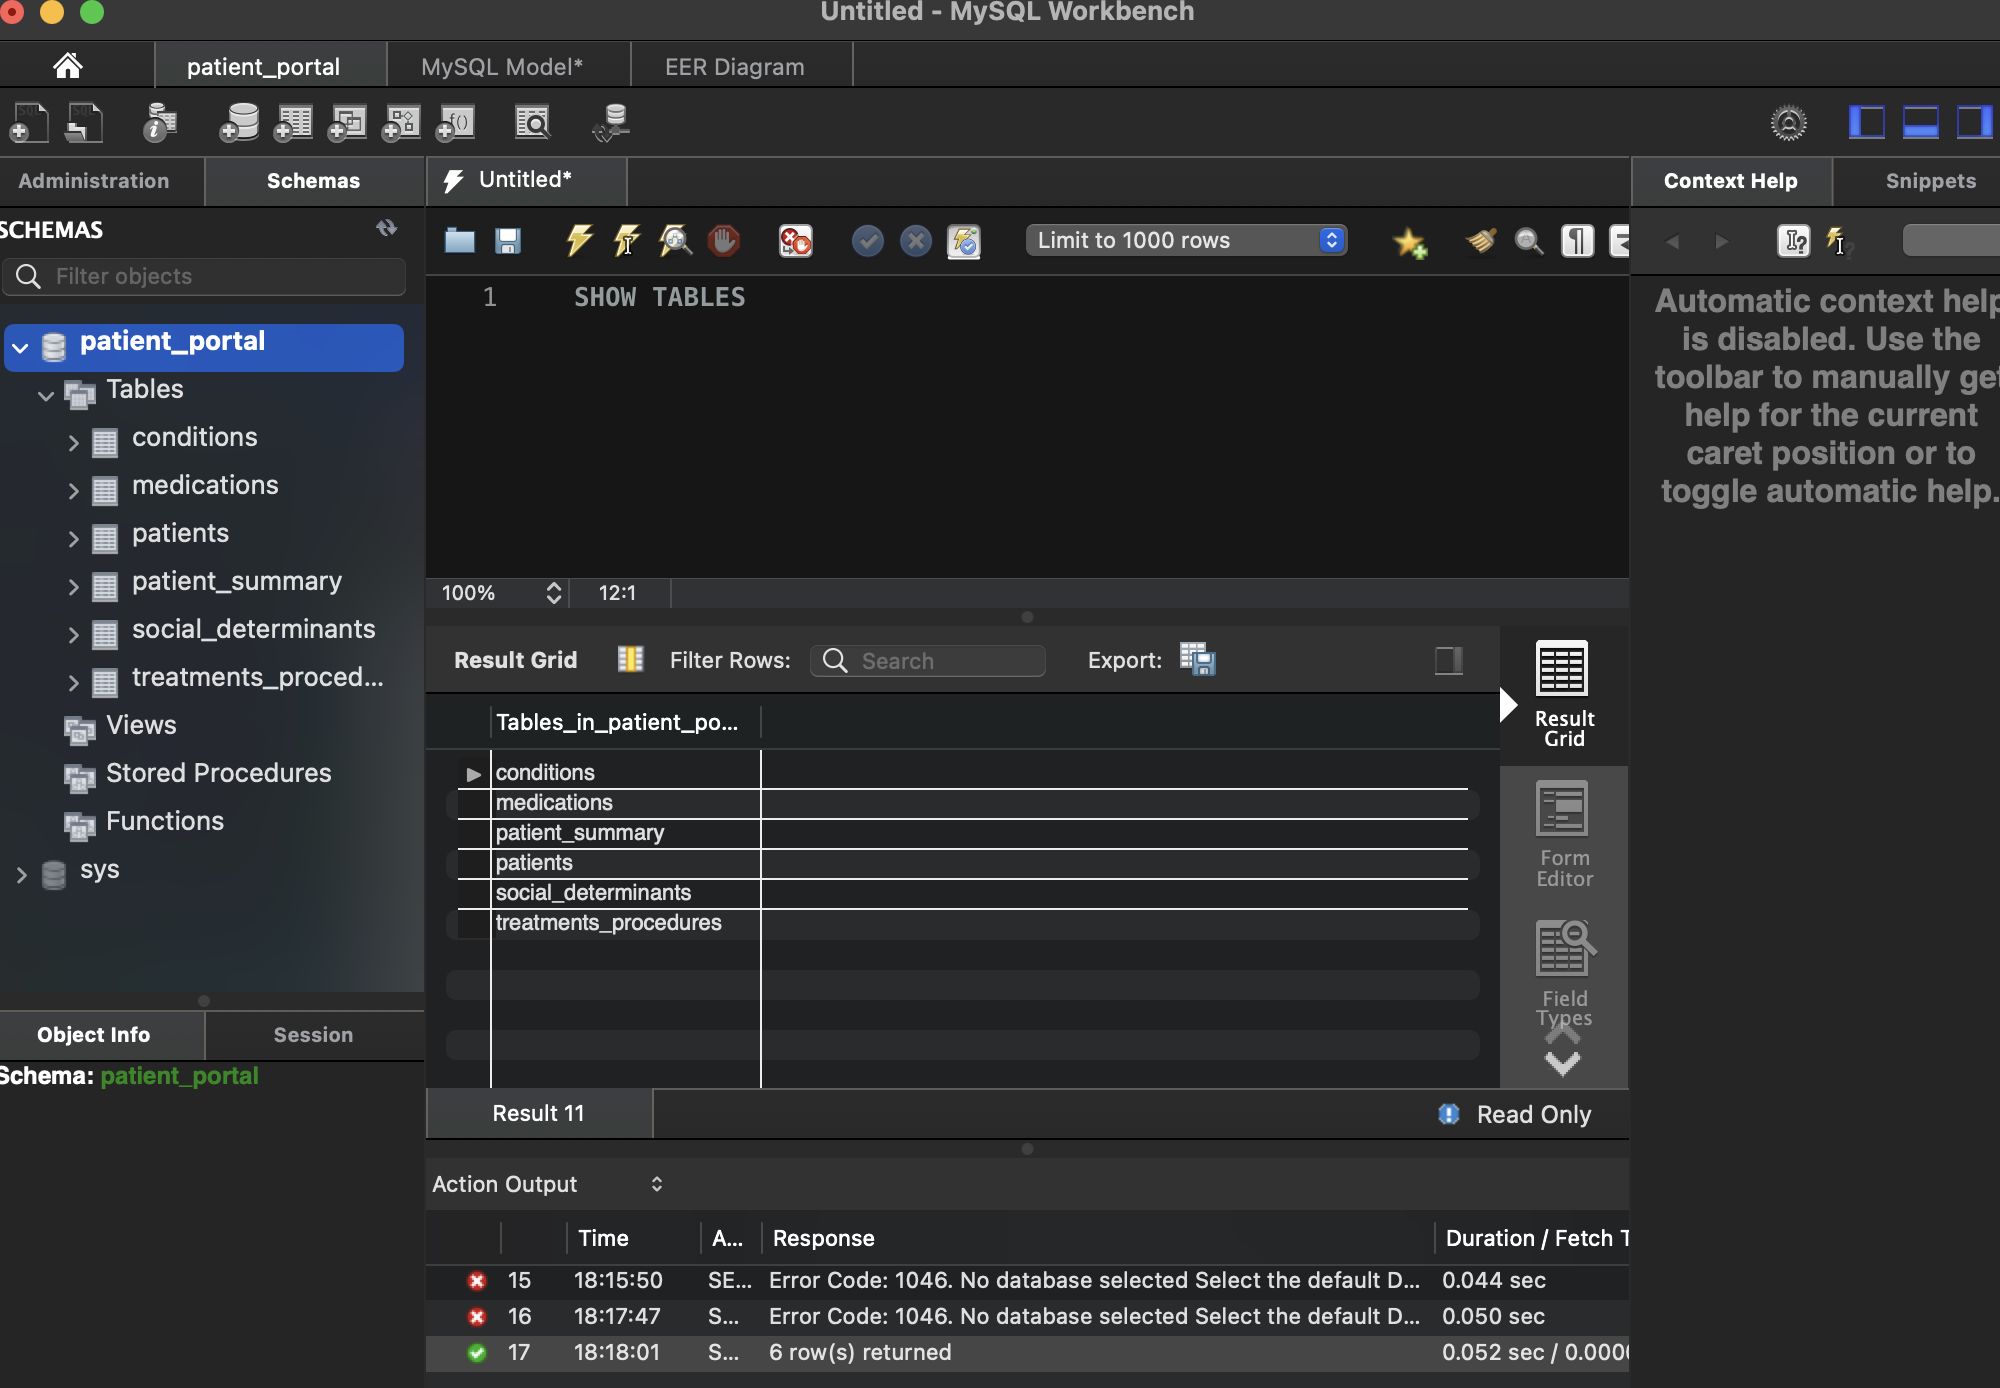 Untitled - MySQL Workbench
patient_portal
MySQL Model*
EER Diagram
Administration
Schemas
Untitled*
Context Help
Snippets
SCHEMAS
Filter objects
Limit to 1000 rows
patient_portal
Tables
conditions
medications
patients
patient_summary
social_determinants
treatments_proced...
Views
Stored Procedures
Functions
sys
1 SHOW TABLES
Automatic context help
is disabled. Use the
toolbar to manually get
help for the current
caret position or to
toggle automatic help.
100%
12:1
Result Grid
Filter Rows:
Search
Export:
Tables_in_patient_po...
conditions
medications
patient_summary
patients
social_determinants
treatments_procedures
Result
Grid
Form
Editor
Field
Types
Object Info
Session
Schema: patient_portal
Result 11
Read Only
Action Output
Time A... Response Duration / Fetch T
15 18:15:50 SE... Error Code: 1046. No database selected Select the default D... 0.044 sec
16 18:17:47 S... Error Code: 1046. No database selected Select the default D... 0.050 sec
17 18:18:01 S... 6 row(s) returned 0.052 sec / 0.000